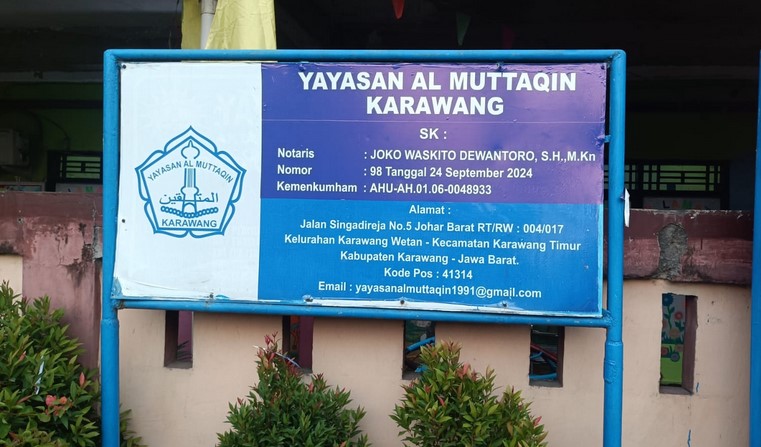 YAYASAN AL MUTTAQIN
KARAWANG
SK :
Notaris : JOKO WASKITO DEWANTORO, S.H.,M.Kn
Nomor : 98 Tanggal 24 September 2024
Kemenkumham : AHU-AH.01.06-0048933
Alamat :
Jalan Singadireja No.5 Johar Barat RT/RW : 004/017
Kelurahan Karawang Wetan - Kecamatan Karawang Timur
Kabupaten Karawang - Jawa Barat.
Kode Pos : 41314
Email : yayasanalmuttaqin1991@gmail.com
YAYASAN AL MUTTAQIN
المتقين
KARAWANG